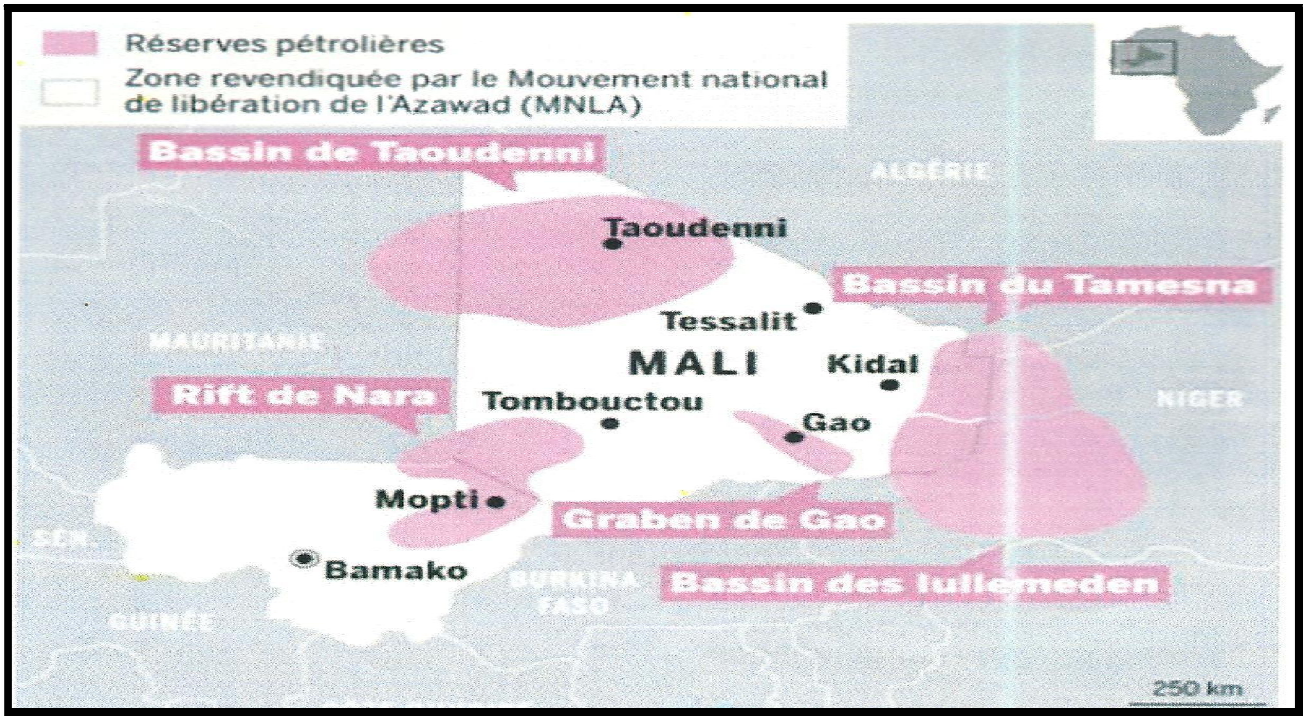 Réserves pétrolières
Zone revendiquée par le Mouvement national
de libération de l'Azawad (MNLA)
Bassin de Taoudenni
ALGÉRIE
Taoudenni
Bassin du Tamesna
Tessalit
MAURITANIE
MALI
Kidal
Rift de Nara
Tombouctou
NIGER
Gao
Mopti
Graben de Gao
SÉN.
Bamako
BURKINA
FASO
Bassin des Iullemeden
GUINÉE
250 km